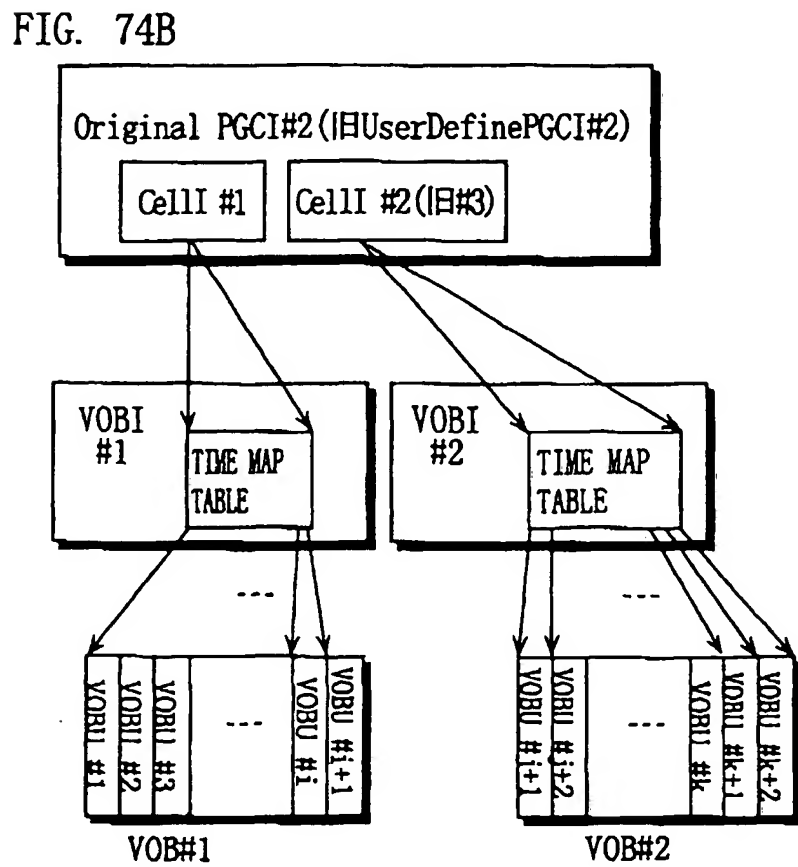 FIG. 74B
Original PGCI#2(旧UserDefinePGCI#2)
CellI #1
CellI #2(旧#3)
VOBI
#1
TIME MAP
TABLE
VOBI
#2
TIME MAP
TABLE
---
---
VOBU #1
VOBU #2
VOBU #3
---
VOBU #i
VOBU #i+1
VOBU #j+1
VOBU #j+2
---
VOBU #k
VOBU #k+1
VOBU #k+2
VOB#1
VOB#2